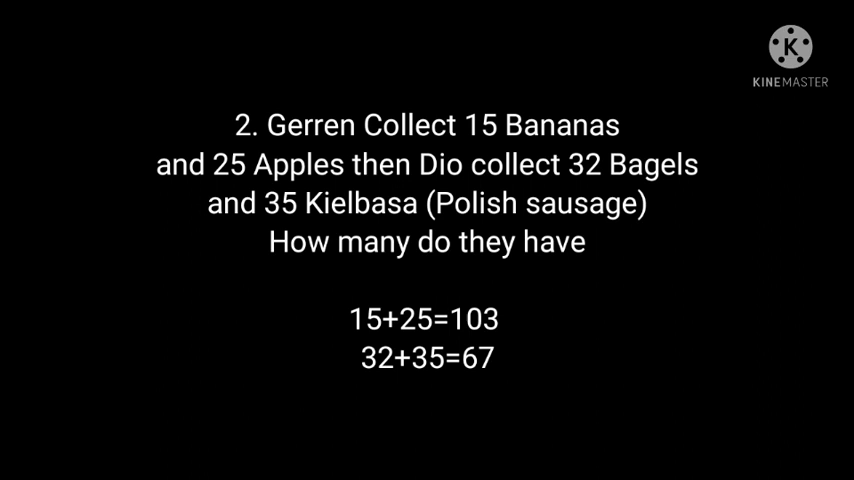 K
KINEMASTER
2. Gerren Collect 15 Bananas
and 25 Apples then Dio collect 32 Bagels
and 35 Kielbasa (Polish sausage)
How many do they have
15+25=103
32+35=67